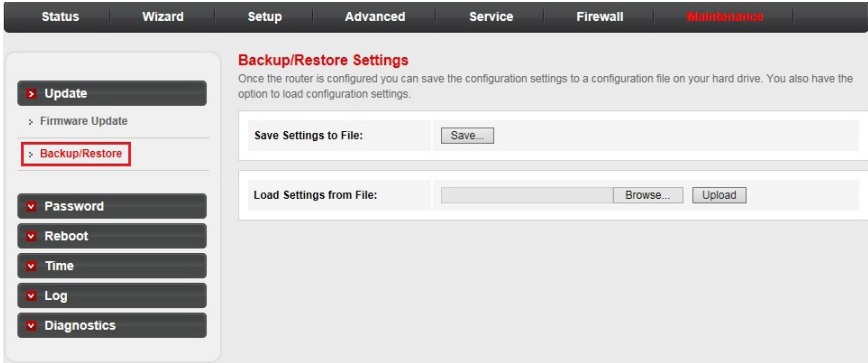 Status Wizard Setup Advanced Service Firewall Maintenance
Backup/Restore Settings
Once the router is configured you can save the configuration settings to a configuration file on your hard drive. You also have the
option to load configuration settings.
Update
Firmware Update
Backup/Restore
Password
Reboot
Time
Log
Diagnostics
Save Settings to File: Save...
Load Settings from File: Browse... Upload